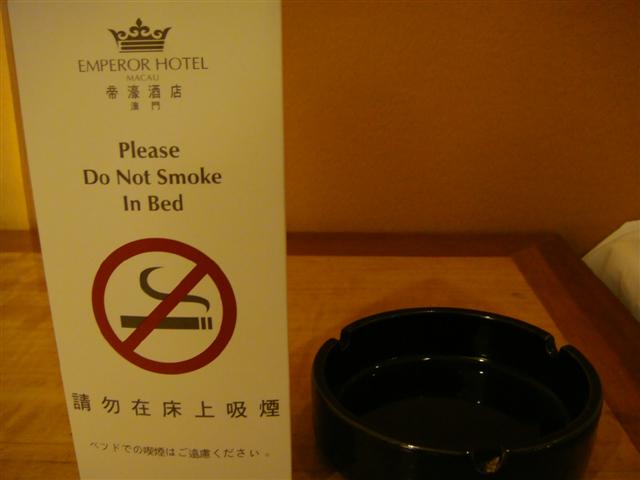 EMPEROR HOTEL
MACAU
帝濠酒店
澳門
Please
Do Not Smoke
In Bed
請勿在床上吸煙
ベッドでの喫煙はご遠慮ください。